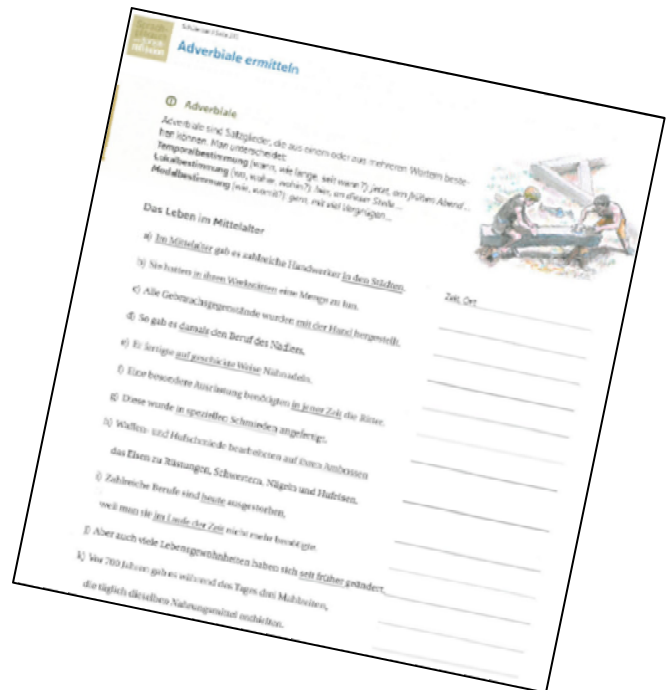 Adverbiale ermitteln
① Adverbiale
Adverbiale sind Satzglieder, die aus einem oder aus mehreren Wörtern beste-
hen können. Man unterscheidet:
Temporalbestimmung (wann, wie lange, seit wann?): jetzt, am frühen Abend ...
Lokalbestimmung (wo, woher, wohin?): hier, an dieser Stelle ...
Modalbestimmung (wie, womit?): gern, mit viel Vergnügen ...
Das Leben im Mittelalter
a) Im Mittelalter gab es zahlreiche Handwerker in den Städten.
Zeit, Ort
b) Sie hatten in ihren Werkstätten eine Menge zu tun.
c) Alle Gebrauchsgegenstände wurden mit der Hand hergestellt.
d) So gab es damals den Beruf des Nadlers.
e) Er fertigte auf geschickte Weise Nähnadeln.
f) Eine besondere Ausrüstung benötigten in jener Zeit die Ritter.
g) Diese wurde in speziellen Schmieden angefertigt.
h) Waffen- und Hufschmiede bearbeiteten auf ihren Ambossen
das Eisen zu Rüstungen, Schwertern, Nägeln und Hufeisen.
i) Zahlreiche Berufe sind heute ausgestorben,
weil man sie im Laufe der Zeit nicht mehr benötigte.
j) Aber auch viele Lebensgewohnheiten haben sich seit früher geändert.
k) Vor 700 Jahren gab es während des Tages drei Mahlzeiten,
die täglich dieselben Nahrungsmittel enthielten.